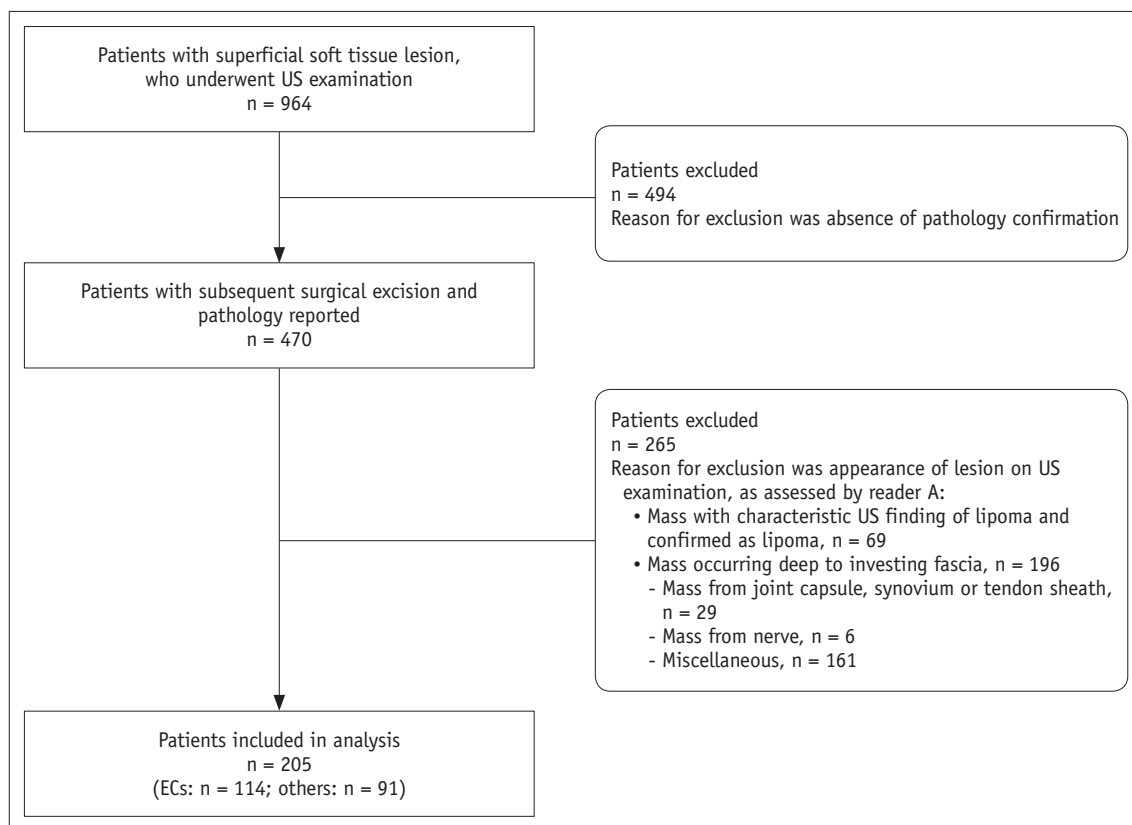 Patients with superficial soft tissue lesion,
who underwent US examination
n = 964
Patients excluded
n = 494
Reason for exclusion was absence of pathology confirmation
Patients with subsequent surgical excision and
pathology reported
n = 470
Patients excluded
n = 265
Reason for exclusion was appearance of lesion on US
examination, as assessed by reader A:
• Mass with characteristic US finding of lipoma and
confirmed as lipoma, n = 69
• Mass occurring deep to investing fascia, n = 196
- Mass from joint capsule, synovium or tendon sheath,
n = 29
- Mass from nerve, n = 6
- Miscellaneous, n = 161
Patients included in analysis
n = 205
(ECs: n = 114; others: n = 91)